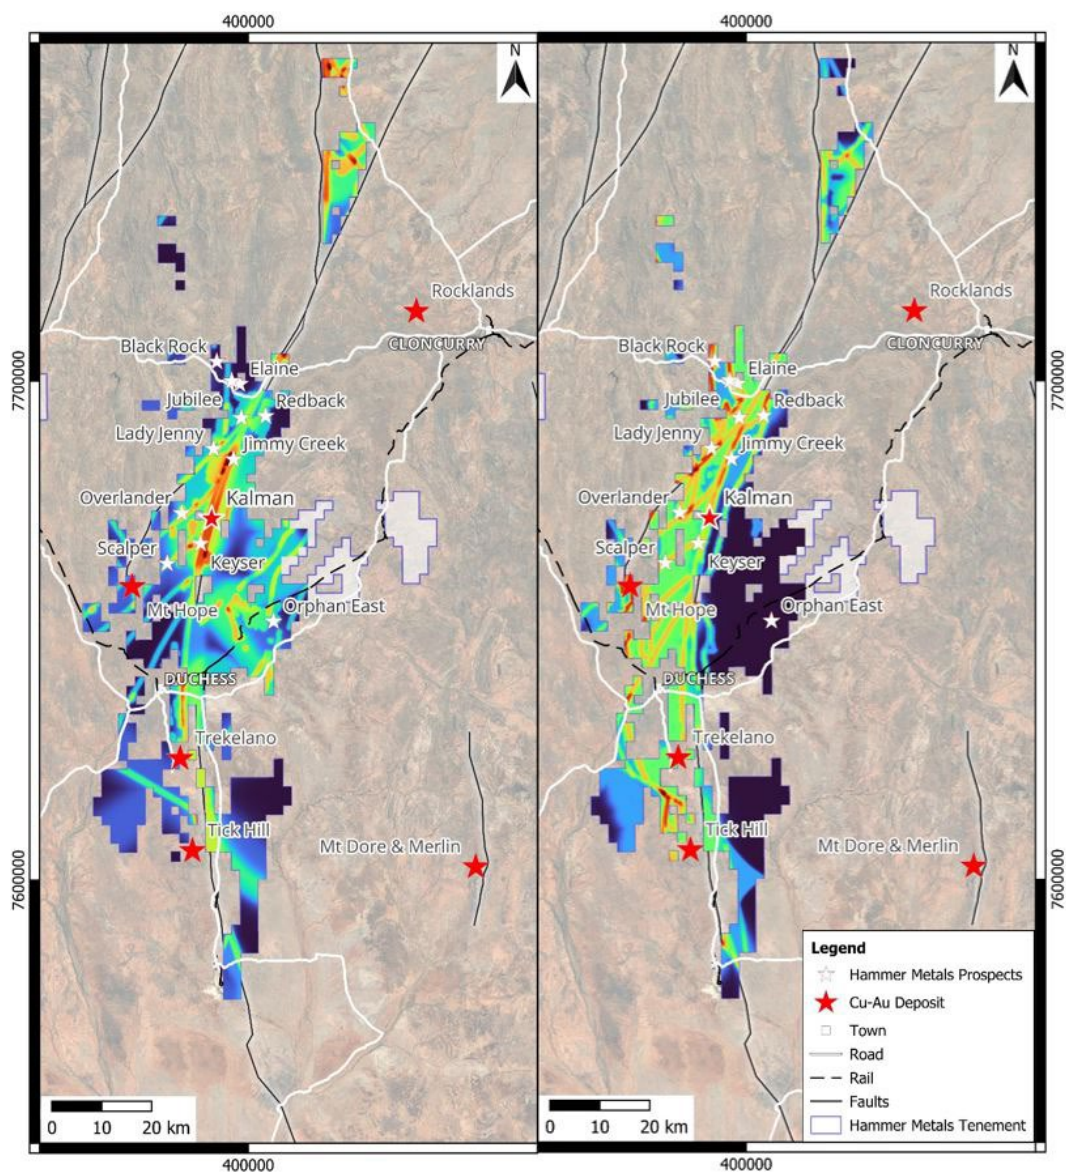 400000
400000
N
N
Rocklands
Rocklands
CLONCURRY
CLONCURRY
Black Rock
Elaine
Black Rock
Elaine
7700000
7700000
Jubilee
Redback
Jubilee
Redback
Lady Jenny
Jimmy Creek
Lady Jenny
Jimmy Creek
Overlander
Kalman
Overlander
Kalman
Scalper
Keyser
Scalper
Keyser
Mt Hope
Orphan East
Mt Hope
Orphan East
DUCHESS
DUCHESS
Trekelano
Trekelano
Tick Hill
Tick Hill
Mt Dore & Merlin
Mt Dore & Merlin
7600000
7600000
Legend
Hammer Metals Prospects
Cu-Au Deposit
Town
Road
Rail
Faults
Hammer Metals Tenement
0 10 20 km
0 10 20 km
400000
400000